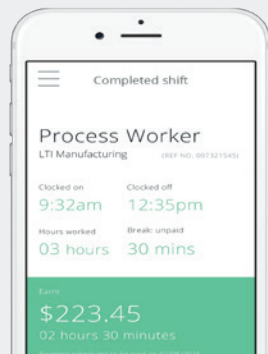 Completed shift
Process Worker
LTI Manufacturing (REF NO. 097321545)
Clocked on Clocked off
9:32am 12:35pm
Hours worked Break: unpaid
03 hours 30 mins
Earn
$223.45
02 hours 30 minutes